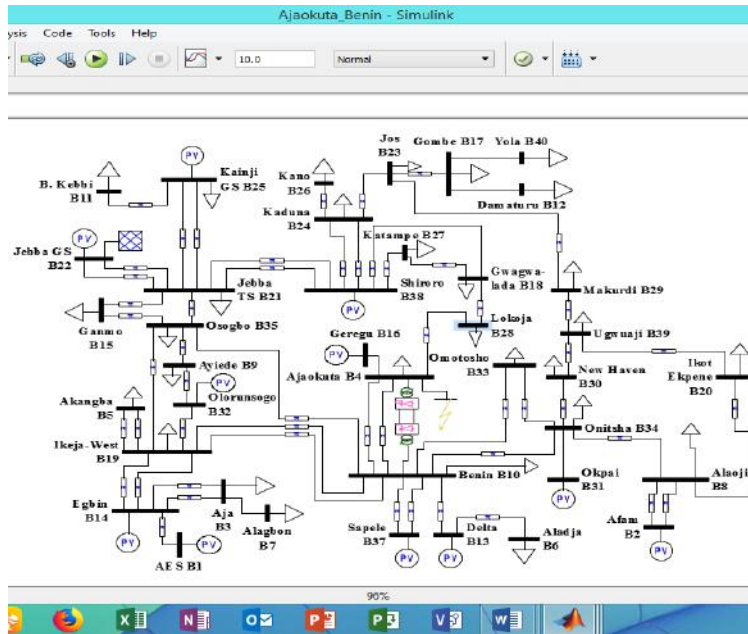 Ajaokuta_Benin - Simulink
ysis Code Tools Help
10.0
Normal
PV
Kainji
GS B25
B. Kebbi
B11
Kano
B26
Kaduna
B24
Jos
B23
Gombe B17
Yola B40
Damaturu B12
PV
Jebba GS
B22
Jebba
TS B21
Katampe B27
Shiroro
B38
PV
Gwagwa-
lada B18
Makurdi B29
Ganmo
B15
Osogbo B35
Geregu B16
PV
Lokoja
B28
Ugwuaji B39
Ayiede B9
PV
Olorunsogo
B32
Ajaokuta B4
Omotosho
B33
New Haven
B30
Ikot
Ekpene
B20
Akangba
B5
Ikeja-West
B19
Onitsha B34
Benin B10
Okpai
B31
PV
Alaoji
B8
Egbin
B14
PV
Aja
B3
Alagbon
B7
AES B1
PV
Sapele
B37
PV
Delta
B13
PV
Aladja
B6
Afam
B2
PV
96%